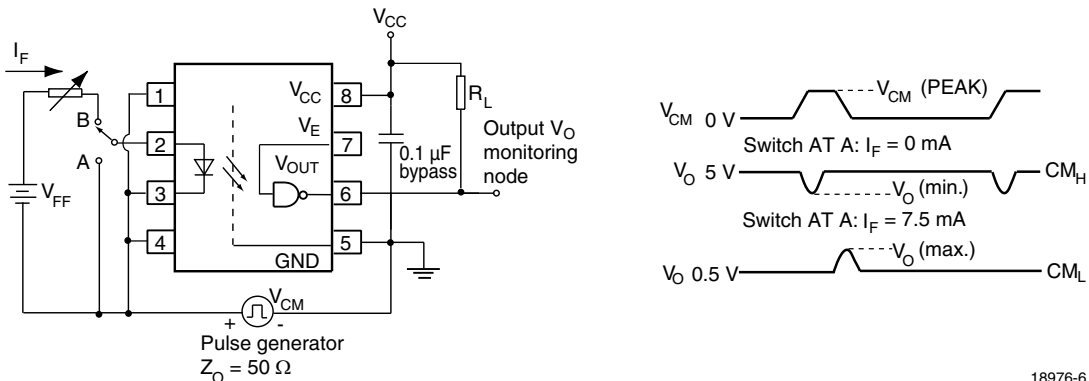 V_CC
I_F
B
A
V_FF
1
2
3
4
V_CC
V_E
V_OUT
GND
8
7
6
5
R_L
0.1 µF
bypass
Output V_O
monitoring
node
V_CM
+ -
Pulse generator
Z_O = 50 Ω
V_CM (PEAK)
V_CM 0 V
Switch AT A: I_F = 0 mA
V_O 5 V
CM_H
V_O (min.)
Switch AT A: I_F = 7.5 mA
V_O (max.)
V_O 0.5 V
CM_L
18976-6